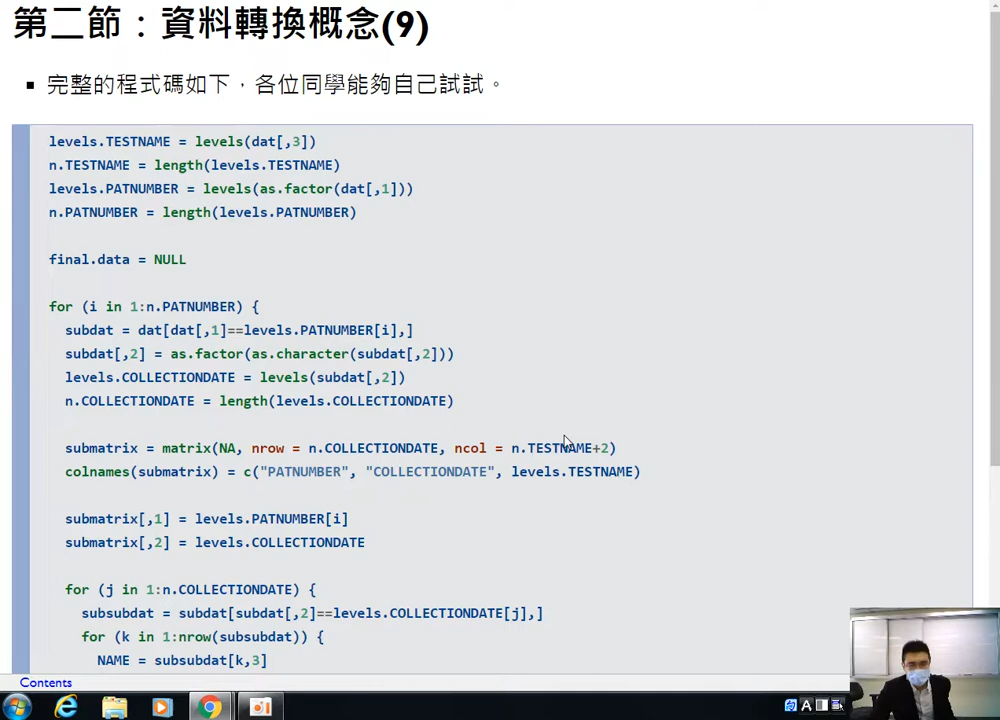 第二節：資料轉換概念(9)
完整的程式碼如下，各位同學能夠自己試試。
levels.TESTNAME = levels(dat[,3])
n.TESTNAME = length(levels.TESTNAME)
levels.PATNUMBER = levels(as.factor(dat[,1]))
n.PATNUMBER = length(levels.PATNUMBER)
final.data = NULL
for (i in 1:n.PATNUMBER) {
subdat = dat[dat[,1]==levels.PATNUMBER[i],]
subdat[,2] = as.factor(as.character(subdat[,2]))
levels.COLLECTIONDATE = levels(subdat[,2])
n.COLLECTIONDATE = length(levels.COLLECTIONDATE)
submatrix = matrix(NA, nrow = n.COLLECTIONDATE, ncol = n.TESTNAME+2)
colnames(submatrix) = c("PATNUMBER", "COLLECTIONDATE", levels.TESTNAME)
submatrix[,1] = levels.PATNUMBER[i]
submatrix[,2] = levels.COLLECTIONDATE
for (j in 1:n.COLLECTIONDATE) {
subsubdat = subdat[subdat[,2]==levels.COLLECTIONDATE[j],]
for (k in 1:nrow(subsubdat)) {
NAME = subsubdat[k,3]
Contents
A